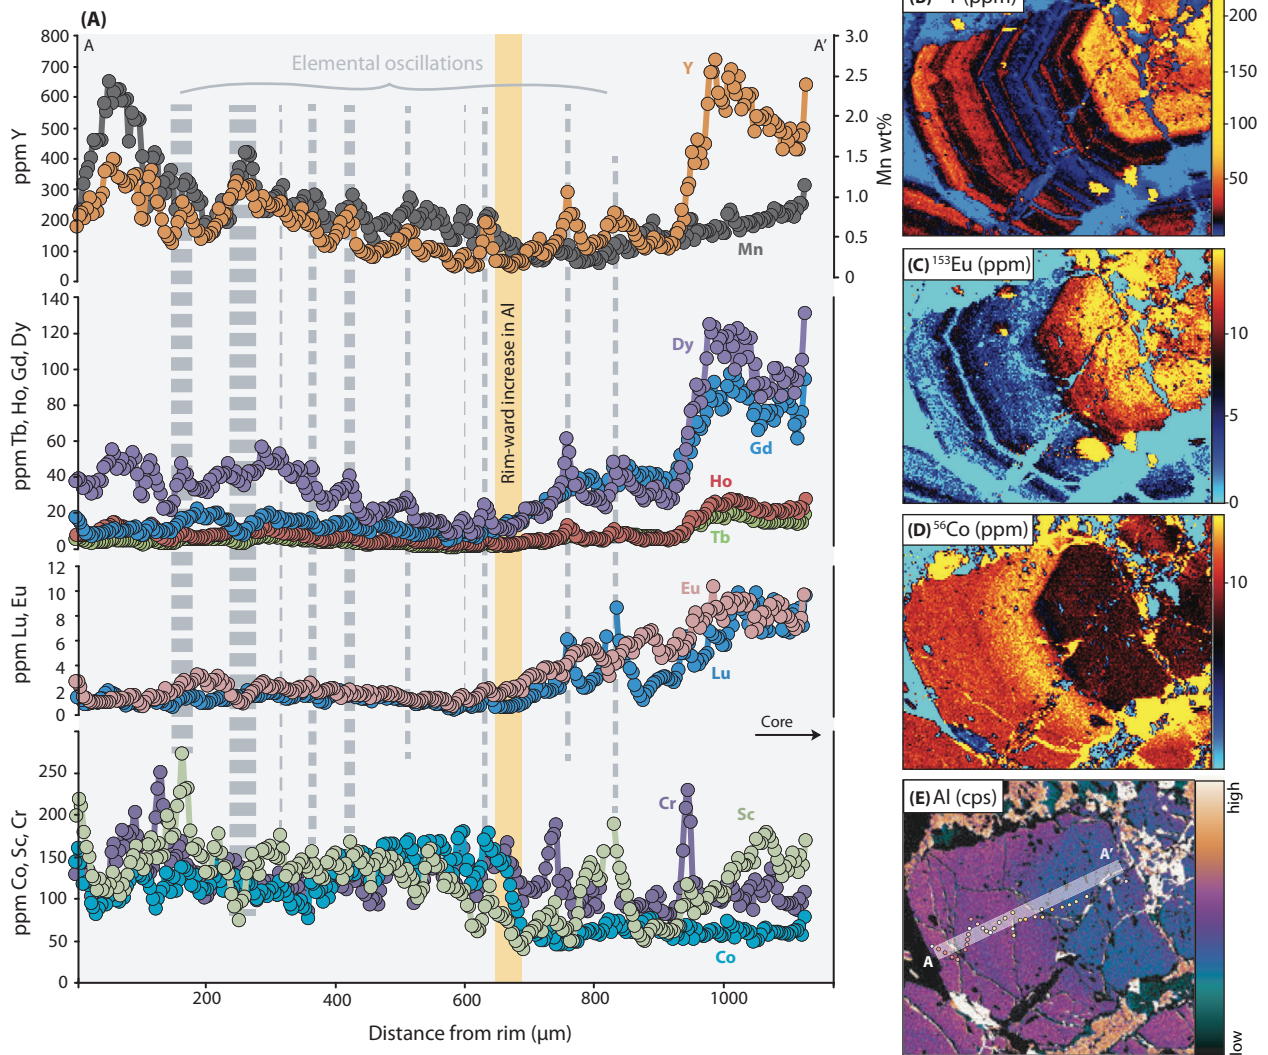 (A)
800
700
600
500
400
300
200
100
0
ppm Y
A
A’
Elemental oscillations
Y
Mn
3.0
2.5
2.0
1.5
1.0
0.5
0
Mn wt%
140
120
100
80
60
40
20
0
ppm Tb, Ho, Gd, Dy
Dy
Gd
Ho
Tb
Rim-ward increase in Al
12
10
8
6
4
2
0
ppm Lu, Eu
Eu
Lu
Core
250
200
150
100
50
0
ppm Co, Sc, Cr
Cr
Sc
Co
200
400
600
800
1000
Distance from rim (µm)
(ppm)
200
150
100
50
(C) ¹⁵³Eu (ppm)
10
5
0
(D) ⁵⁶Co (ppm)
10
(E) Al (cps)
A’
A
high
low